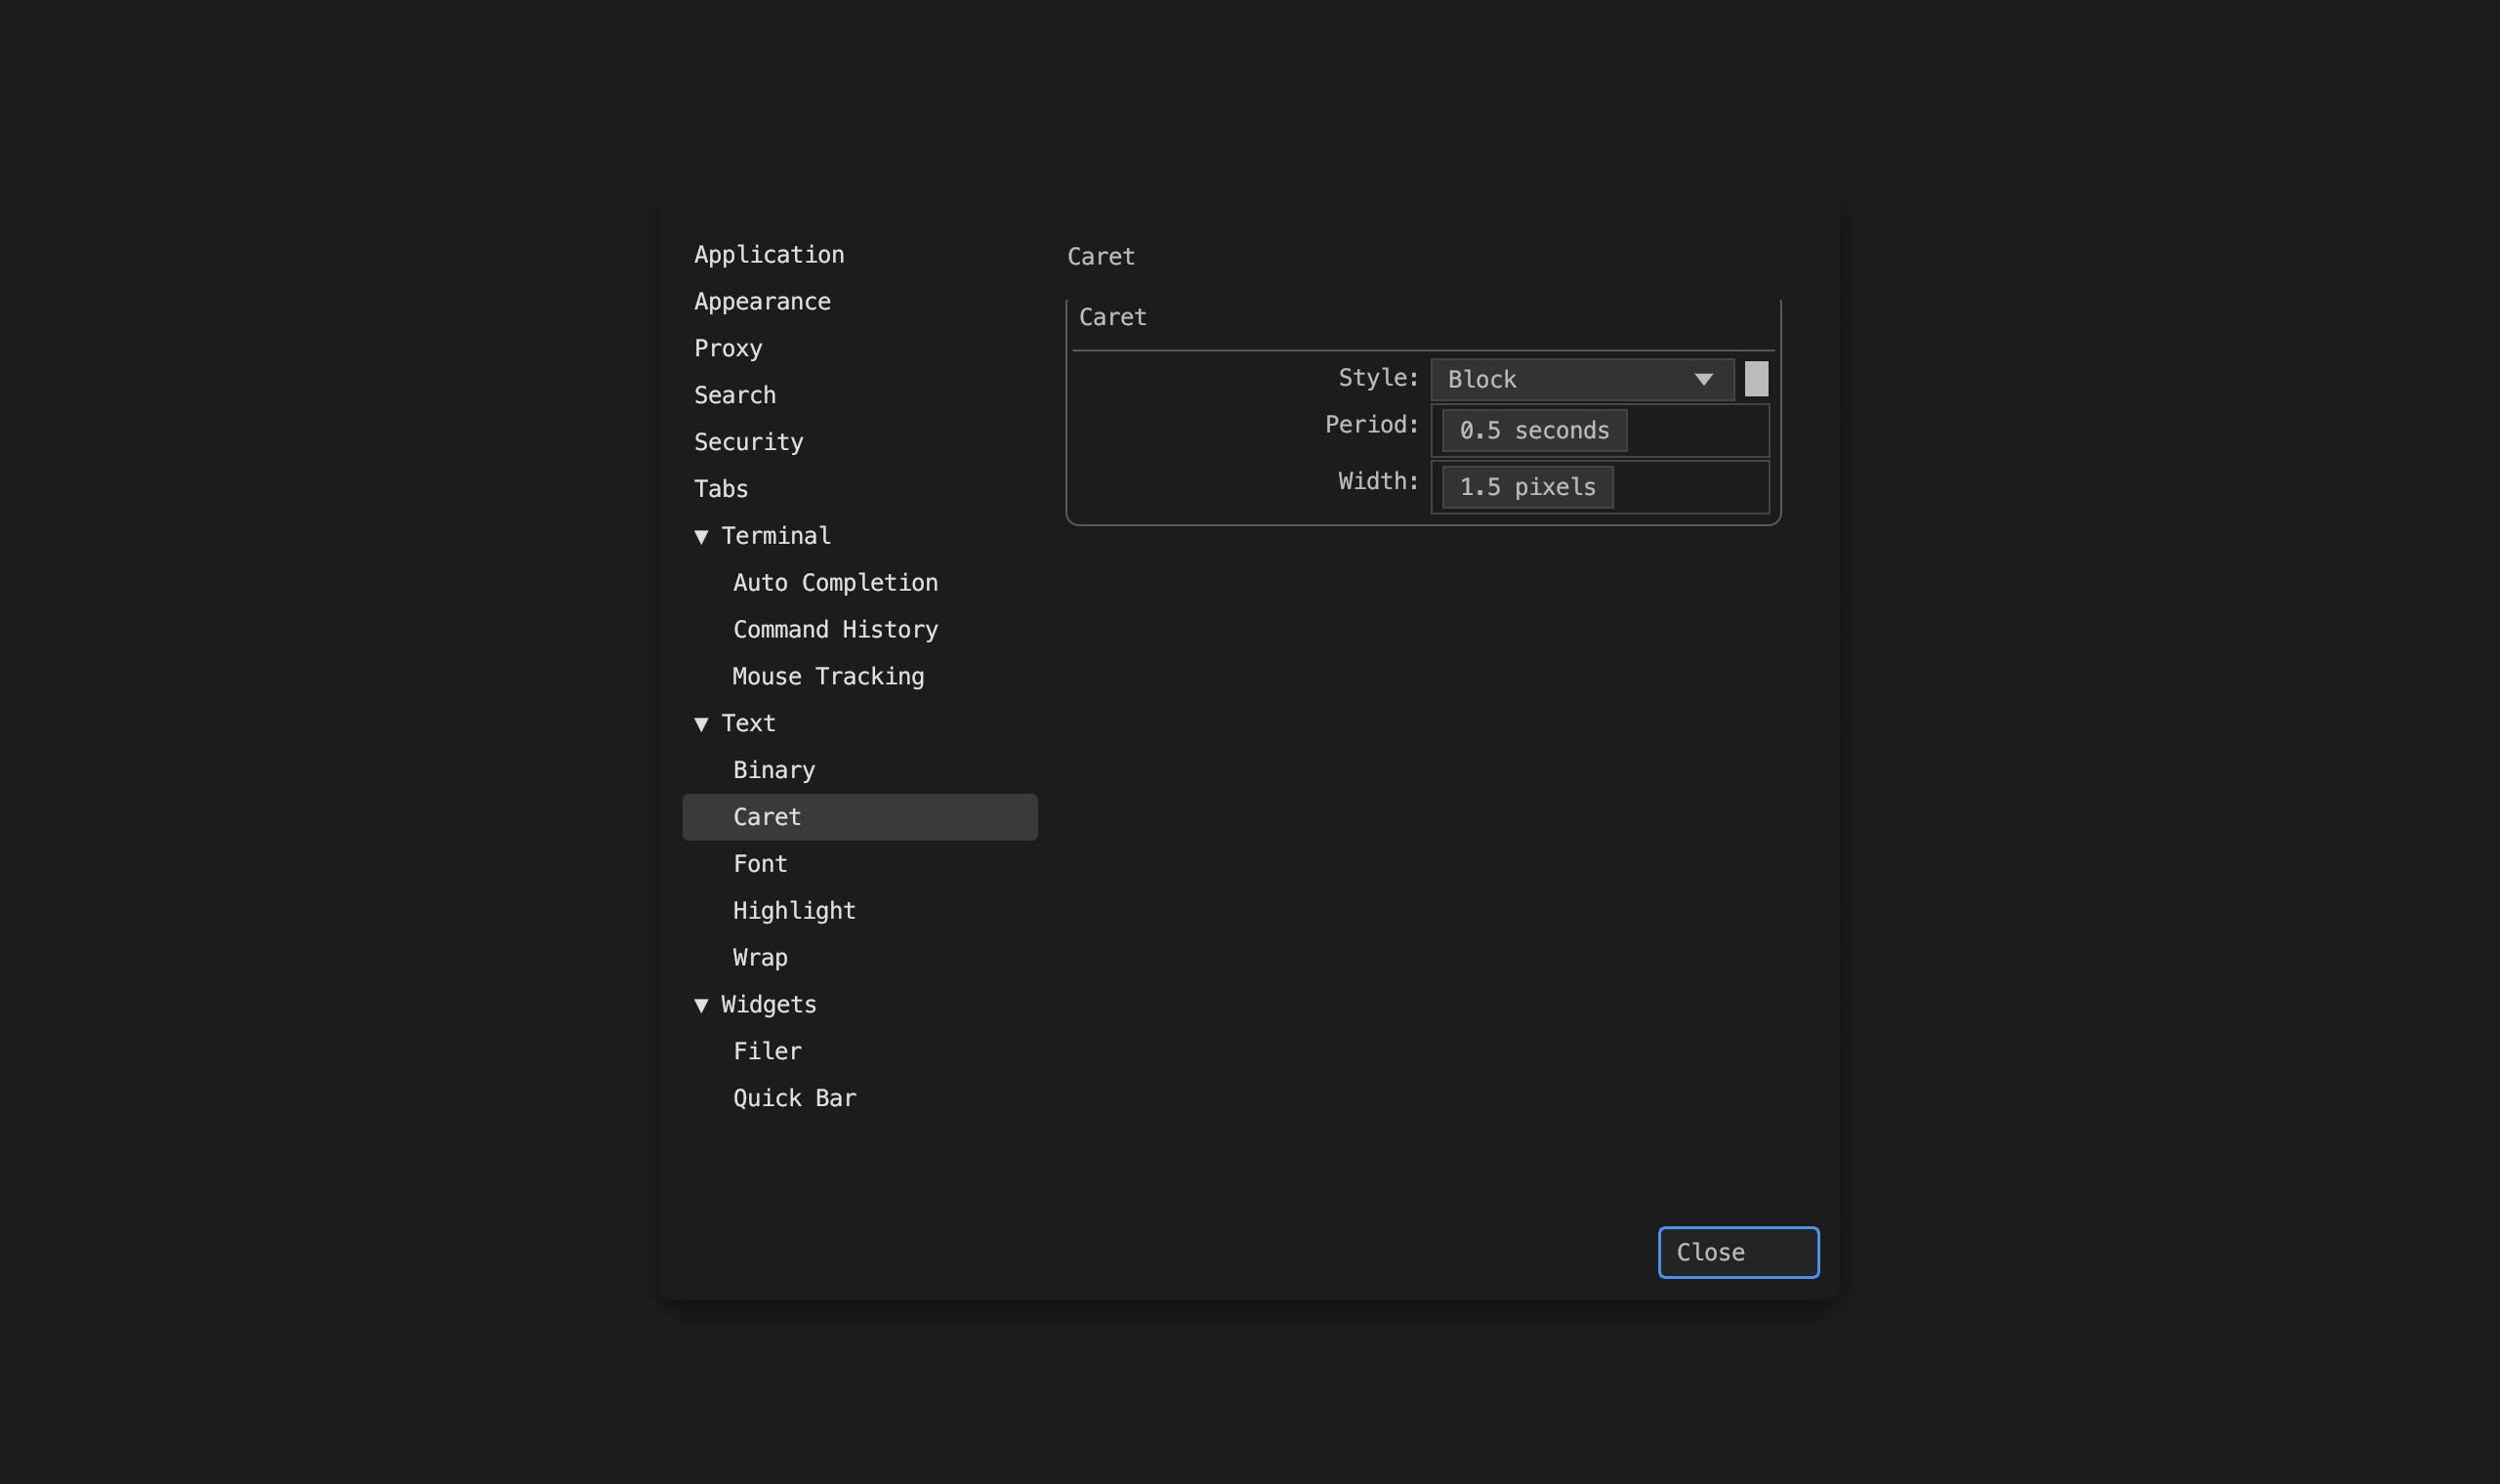 Application
Appearance
Proxy
Search
Security
Tabs
▼ Terminal
Auto Completion
Command History
Mouse Tracking
▼ Text
Binary
Caret
Font
Highlight
Wrap
▼ Widgets
Filer
Quick Bar
Caret
Caret
Style: Block
Period: 0.5 seconds
Width: 1.5 pixels
Close